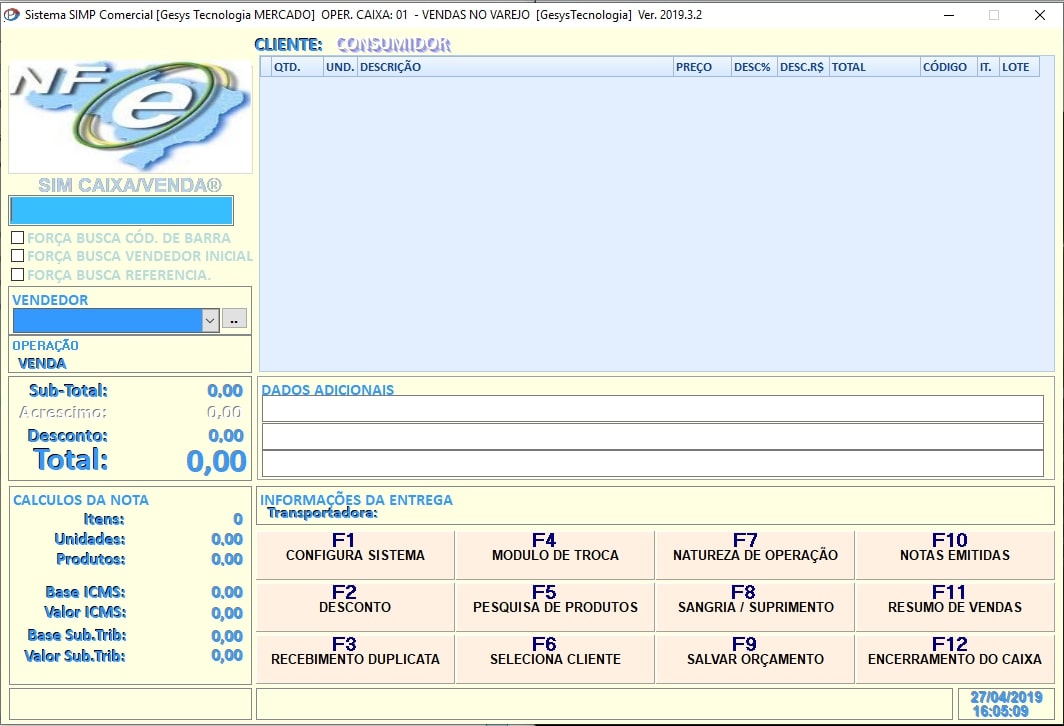 Sistema SIMP Comercial [Gesys Tecnologia MERCADO]  OPER. CAIXA: 01  - VENDAS NO VAREJO  [GesysTecnologia]  Ver. 2019.3.2
CLIENTE: CONSUMIDOR
QTD. UND. DESCRIÇÃO PREÇO DESC% DESC.R$ TOTAL CÓDIGO IT. LOTE
NF e
SIM CAIXA/VENDA®
FORÇA BUSCA CÓD. DE BARRA
FORÇA BUSCA VENDEDOR INICIAL
FORÇA BUSCA REFERENCIA.
VENDEDOR
..
OPERAÇÃO
VENDA
Sub-Total: 0,00
Acrescimo: 0,00
Desconto: 0,00
Total: 0,00
DADOS ADICIONAIS
CALCULOS DA NOTA
Itens: 0
Unidades: 0,00
Produtos: 0,00
Base ICMS: 0,00
Valor ICMS: 0,00
Base Sub.Trib: 0,00
Valor Sub.Trib: 0,00
INFORMAÇÕES DA ENTREGA
Transportadora:
F1 F4 F7 F10
CONFIGURA SISTEMA MODULO DE TROCA NATUREZA DE OPERAÇÃO NOTAS EMITIDAS
F2 F5 F8 F11
DESCONTO PESQUISA DE PRODUTOS SANGRIA / SUPRIMENTO RESUMO DE VENDAS
F3 F6 F9 F12
RECEBIMENTO DUPLICATA SELECIONA CLIENTE SALVAR ORÇAMENTO ENCERRAMENTO DO CAIXA
27/04/2019
16:05:09